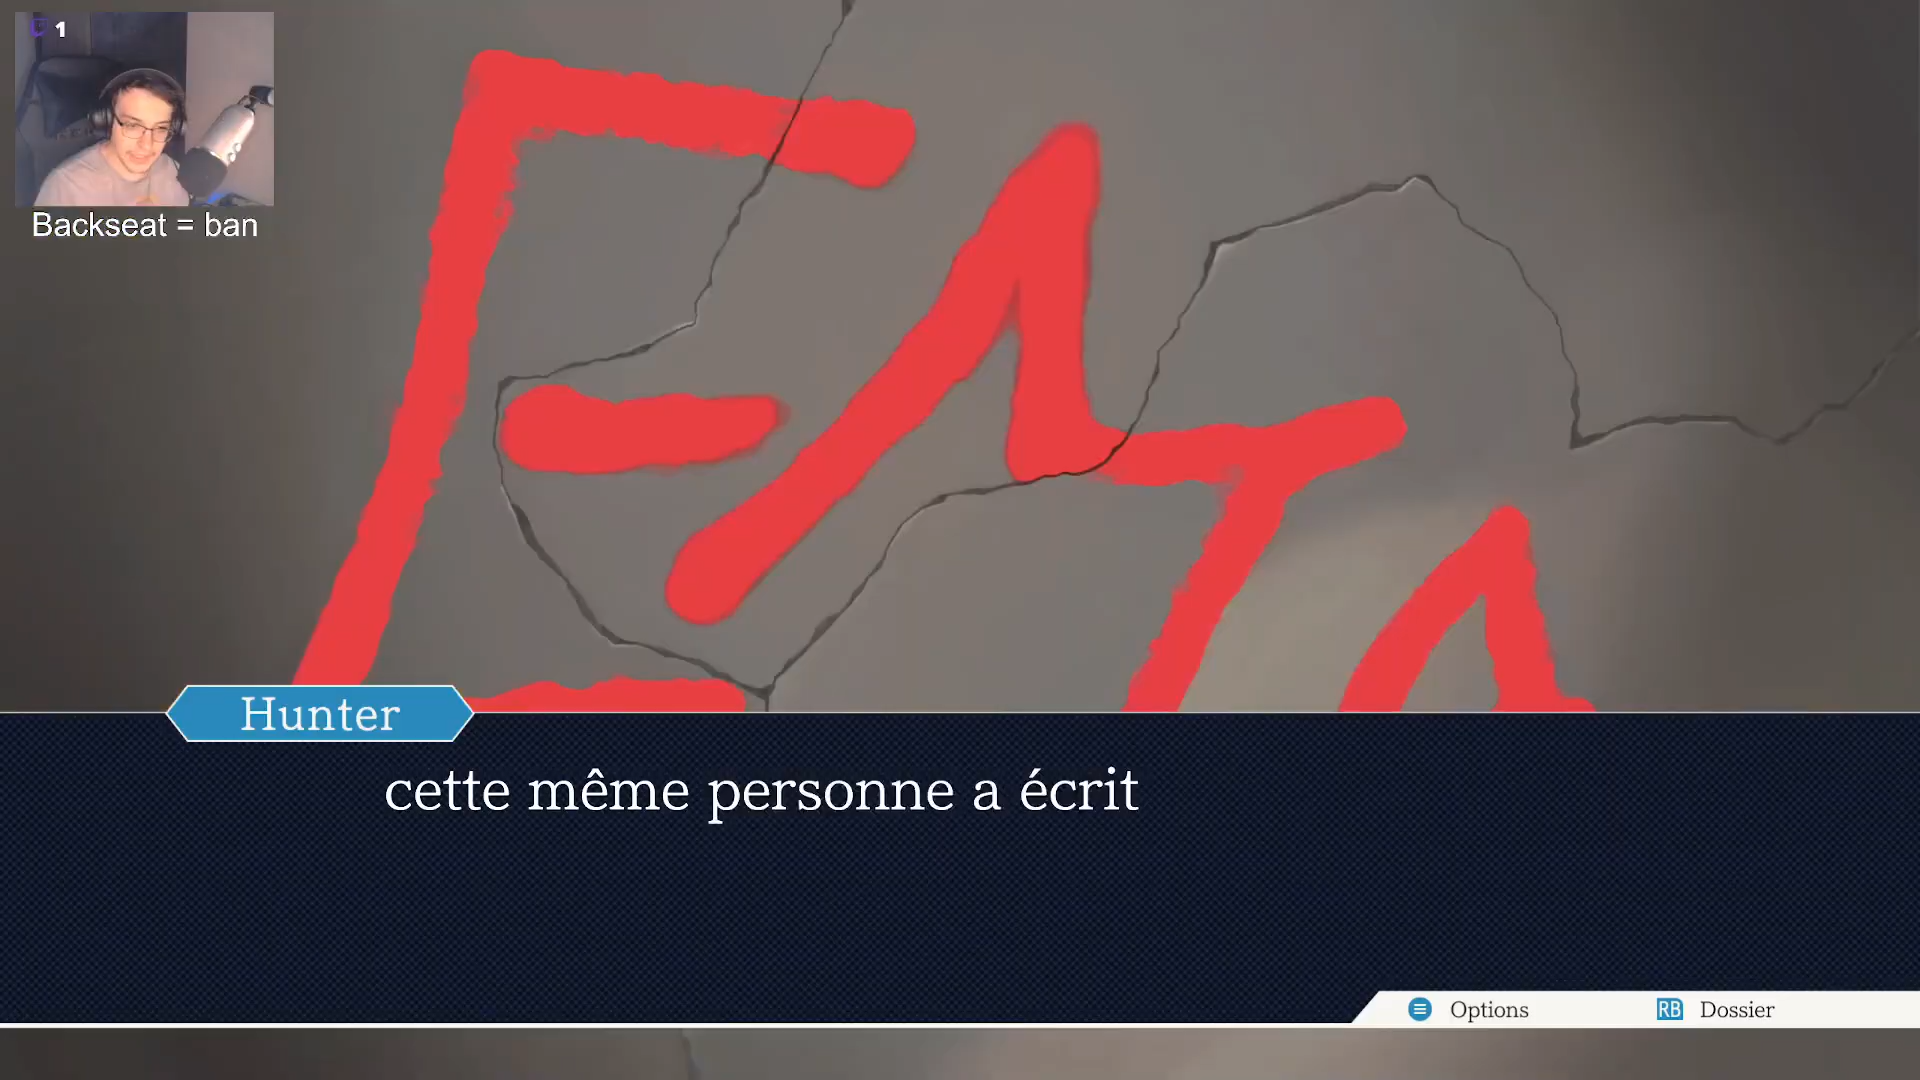 1
Backseat = ban
Hunter
cette même personne a écrit
Options
RB Dossier